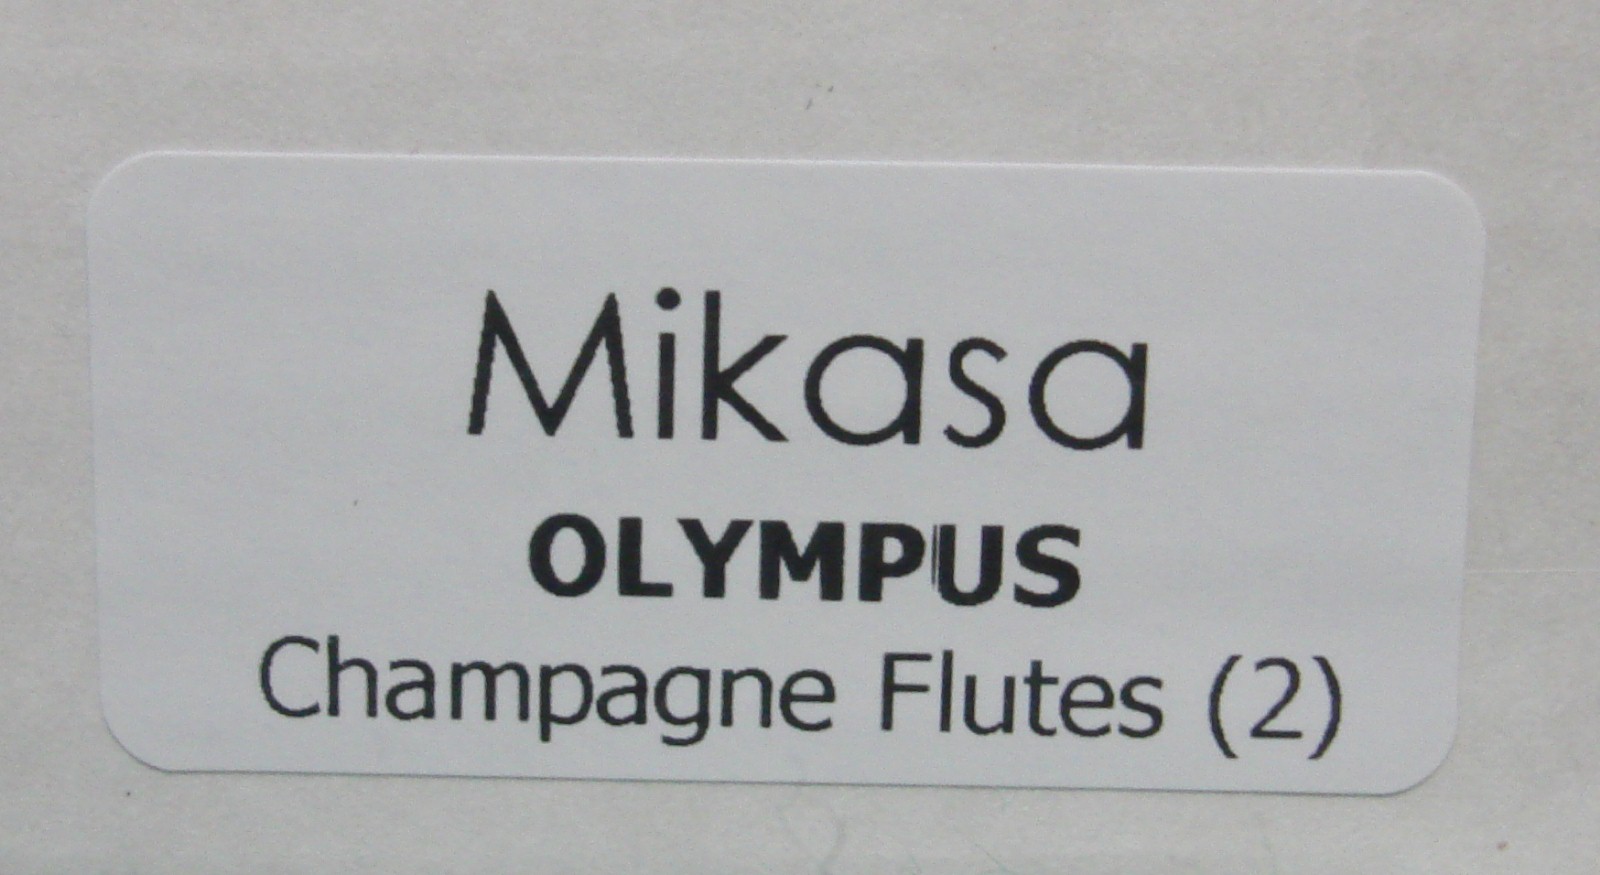 Mikasa
OLYMPUS
Champagne Flutes (2)